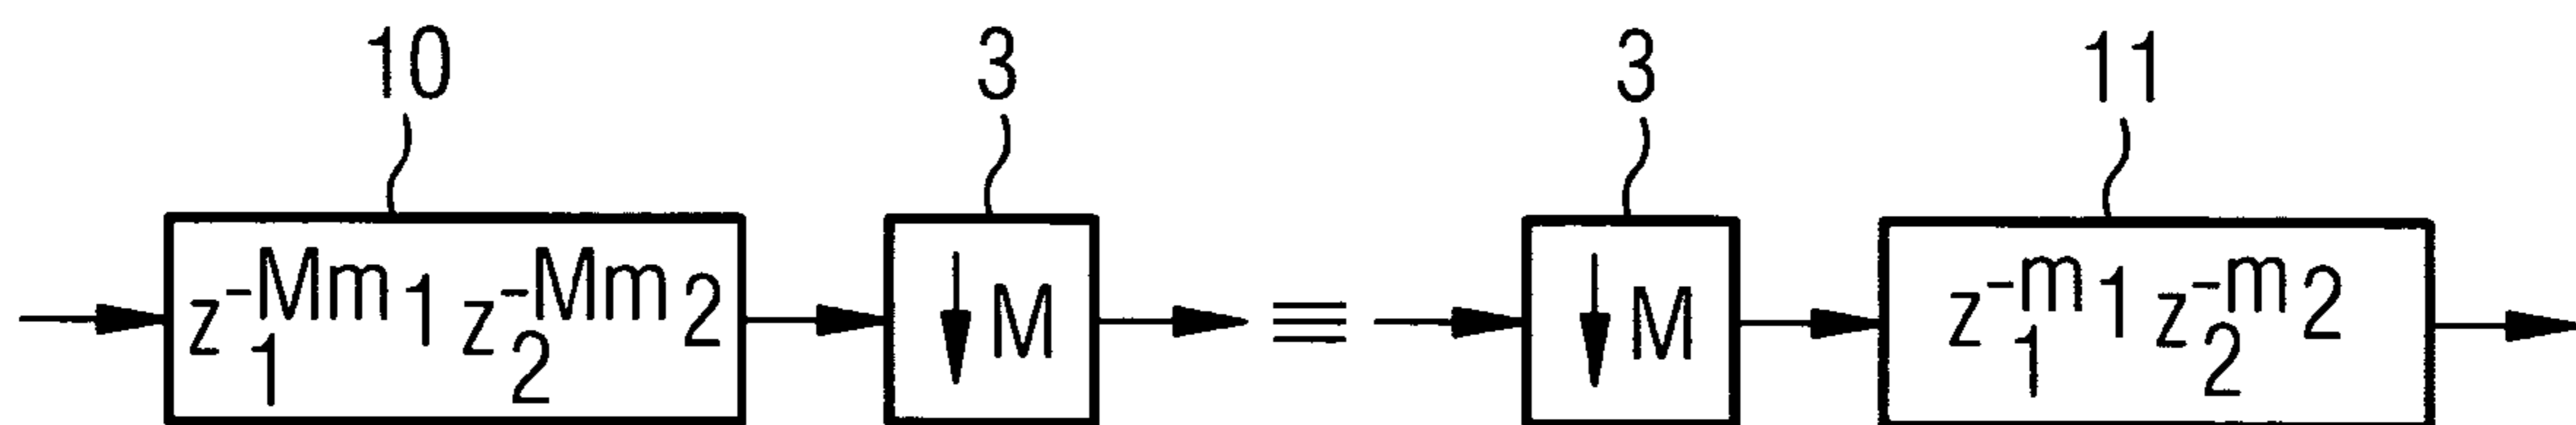 10 3 3 11
z₁^-Mm₁ z₂^-Mm₂ ↓M ≡ ↓M z₁^-m₁ z₂^-m₂